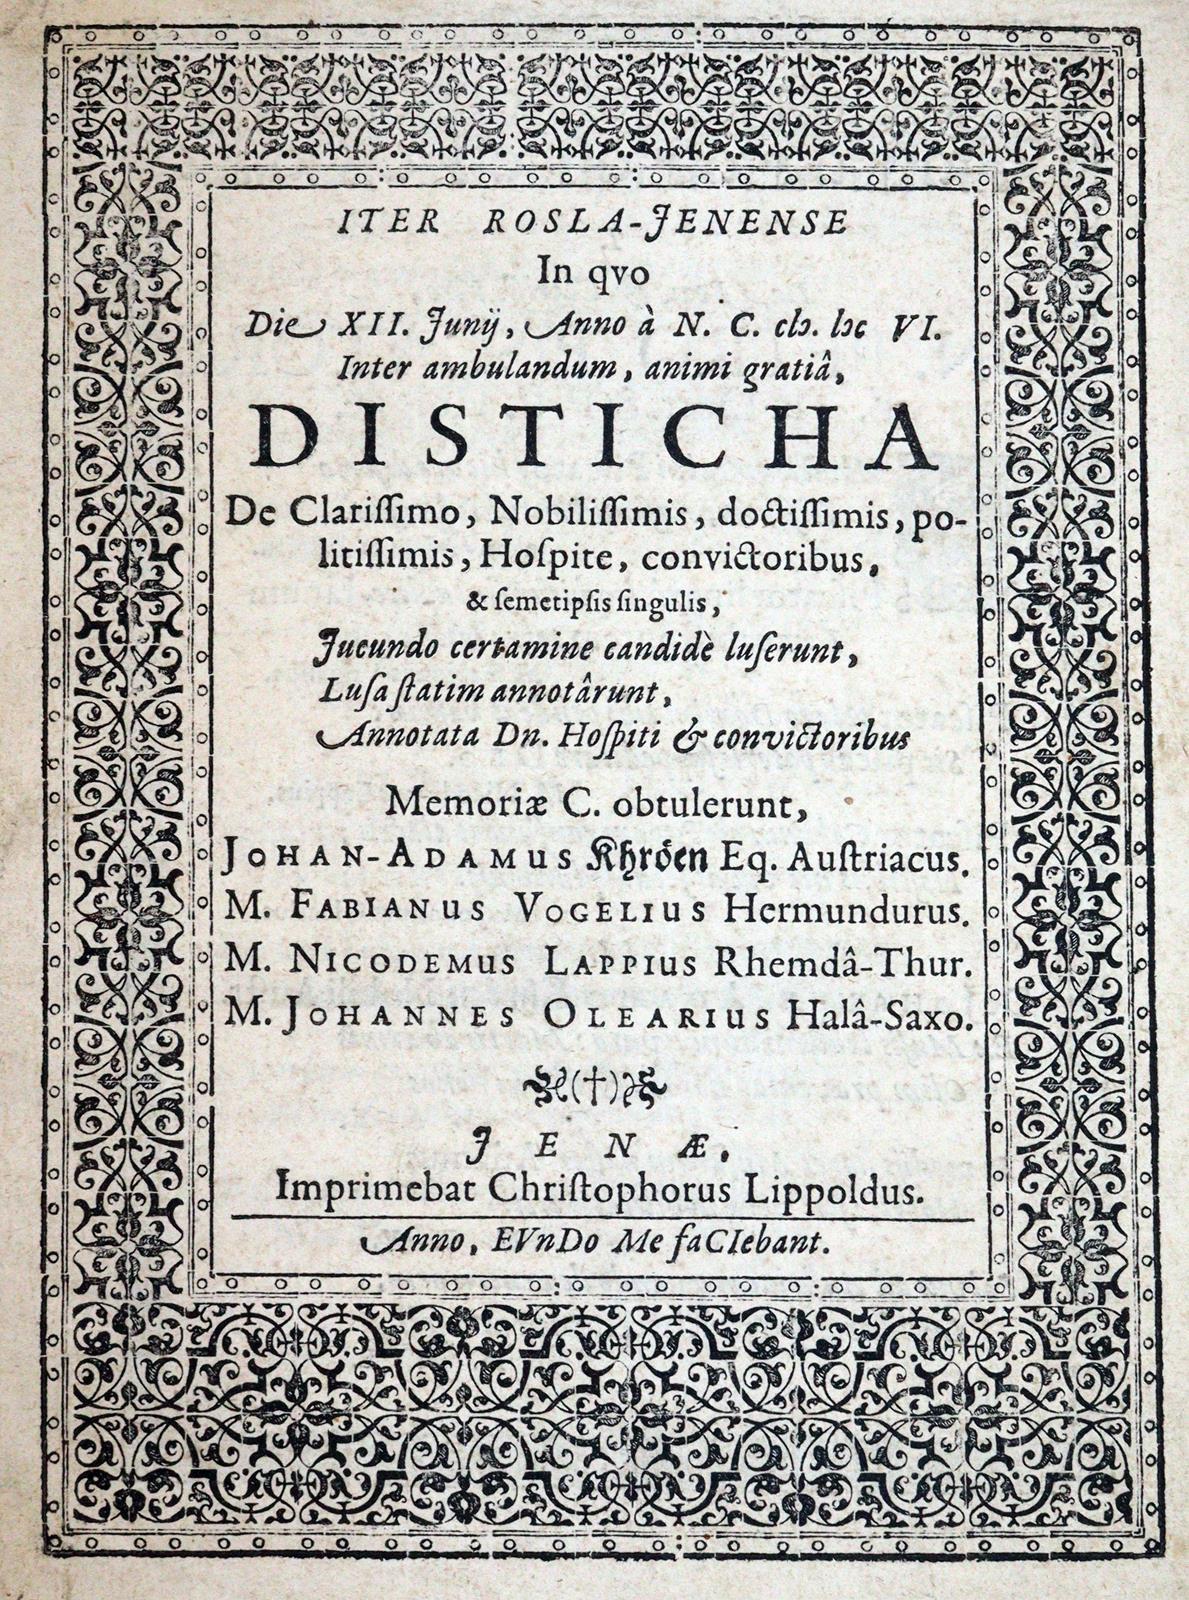 ITER ROSLA-JENENSE
In qvo
Die XII. Junij, Anno à N. C. cIɔ. Iɔc VI.
Inter ambulandum, animi gratiâ,
DISTICHA
De Clariſſimo, Nobiliſſimis, doctiſſimis, po-
litiſſimis, Hoſpite, convictoribus,
& ſemetipſis ſingulis,
Jucundo certamine candidè luſerunt,
Luſa ſtatim annotârunt,
Annotata Dn. Hoſpiti & convictoribus
Memoriæ C. obtulerunt,
JOHAN-ADAMUS Khröen Eq. Auſtriacus.
M. FABIANUS VOGELIUS Hermundurus.
M. NICODEMUS LAPPIUS Rhemdâ-Thur.
M. JOHANNES OLEARIUS Halâ-Saxo.
(†)
JENÆ,
Imprimebat Chriſtophorus Lippoldus.
Anno, EVnDo Me faCIebant.